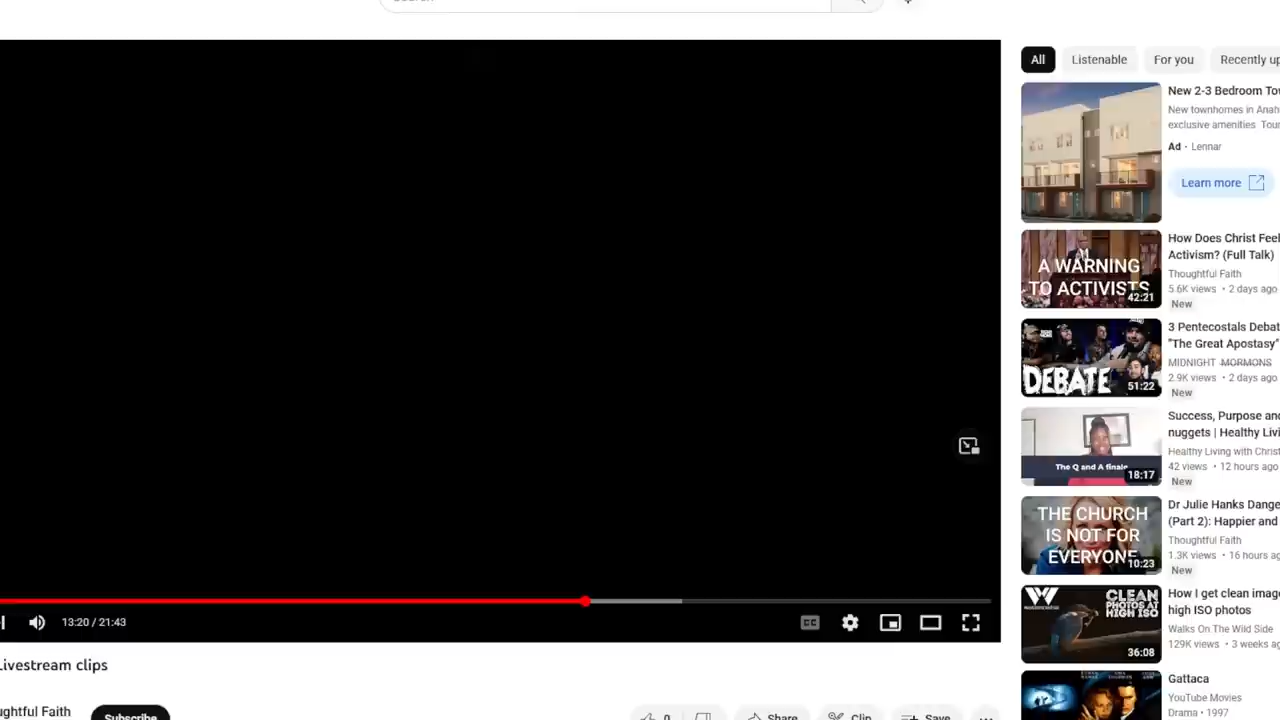 Search
All
Listenable
For you
Recently up
New 2-3 Bedroom To
New townhomes in Anah
exclusive amenities Tour
Ad · Lennar
Learn more
A WARNING
TO ACTIVISTS
42:21
How Does Christ Feel
Activism? (Full Talk)
Thoughtful Faith
5.6K views • 2 days ago
New
DEBATE
51:22
3 Pentecostals Debat
"The Great Apostasy"
MIDNIGHT MORMONS
2.9K views • 2 days ago
New
The Q and A finale
18:17
Success, Purpose and
nuggets | Healthy Livi
Healthy Living with Christ
42 views • 12 hours ago
New
THE CHURCH
IS NOT FOR
EVERYONE
10:23
Dr Julie Hanks Dange
(Part 2): Happier and
Thoughtful Faith
1.3K views • 16 hours ag
New
CLEAN
PHOTOS AT
HIGH ISO
36:08
How I get clean image
high ISO photos
Walks On The Wild Side
129K views • 3 weeks a
Gattaca
YouTube Movies
Drama • 1997
13:20 / 21:43
CC
Livestream clips
ughtful Faith
Subscribe
0
Share
Clip
Save